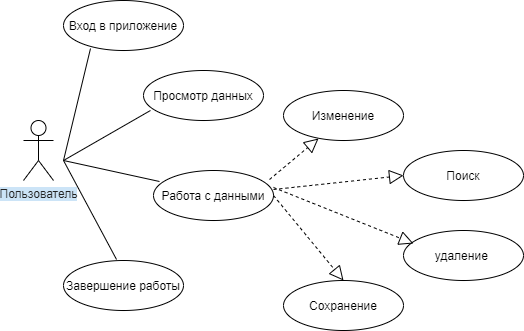 Вход в приложение
Просмотр данных
Изменение
Поиск
Пользователь
Работа с данными
удаление
Завершение работы
Сохранение